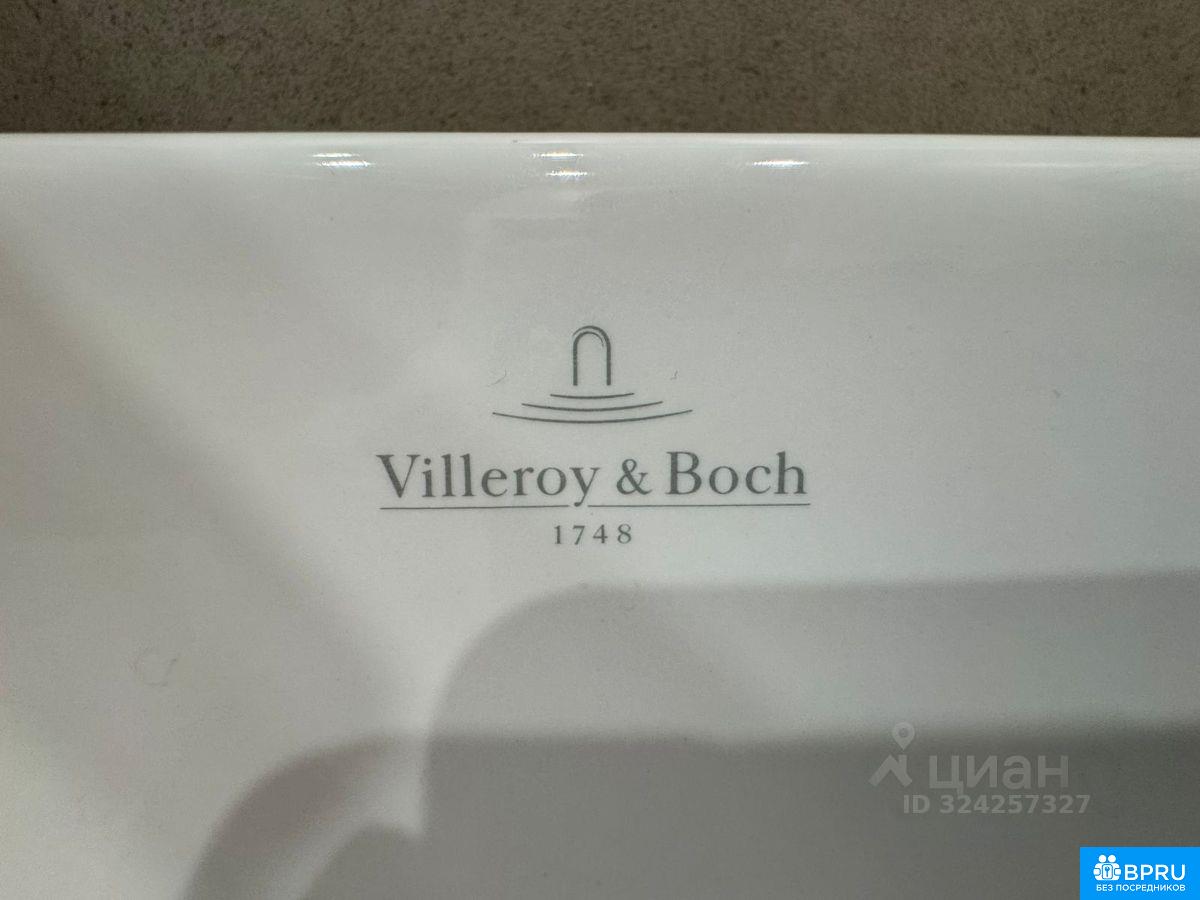 Villeroy & Boch
1748
циан
ID 324257327
BPRU
БЕЗ ПОСРЕДНИКОВ